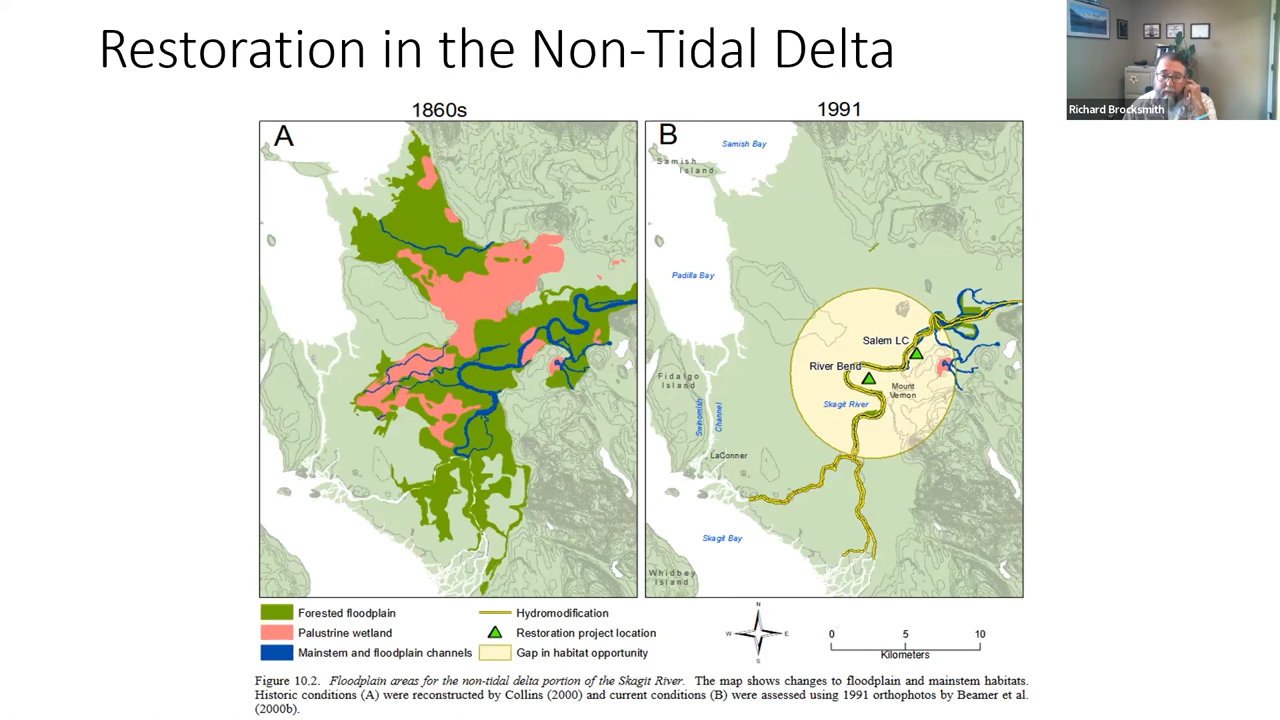 Restoration in the Non-Tidal Delta
Richard Brocksmith
1860s
1991
A
B
Samish Bay
Samish
Island
Padilla Bay
Salem LC
River Bend
Mount
Vernon
Skagit River
Fidalgo
Island
Swinomish
Channel
LaConner
Skagit Bay
Whidbey
Island
Forested floodplain
Palustrine wetland
Mainstem and floodplain channels
Hydromodification
Restoration project location
Gap in habitat opportunity
N
W
E
S
0 5 10
Kilometers
Figure 10.2. Floodplain areas for the non-tidal delta portion of the Skagit River. The map shows changes to floodplain and mainstem habitats.
Historic conditions (A) were reconstructed by Collins (2000) and current conditions (B) were assessed using 1991 orthophotos by Beamer et al.
(2000b).